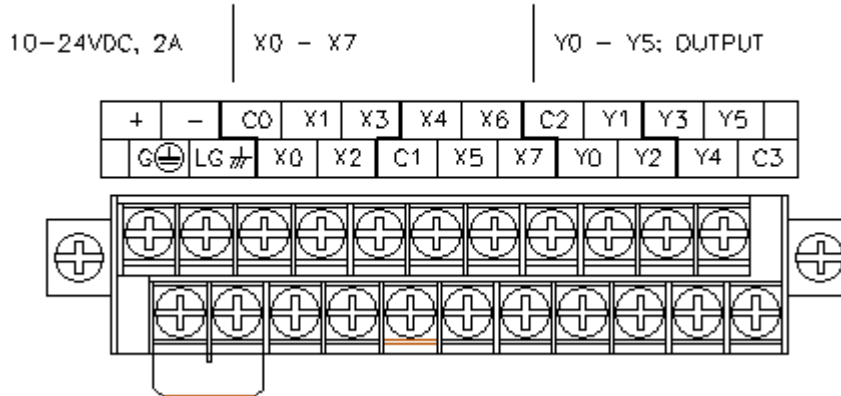 10-24VDC, 2A X0 - X7 Y0 - Y5; OUTPUT
+ - C0 X1 X3 X4 X6 C2 Y1 Y3 Y5
G LG X0 X2 C1 X5 X7 Y0 Y2 Y4 C3